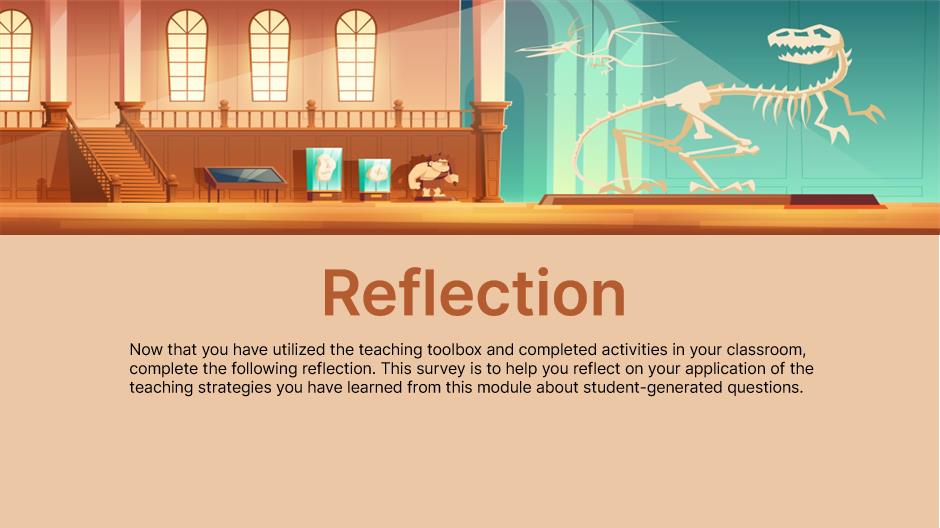 Reflection
Now that you have utilized the teaching toolbox and completed activities in your classroom,
complete the following reflection. This survey is to help you reflect on your application of the
teaching strategies you have learned from this module about student-generated questions.